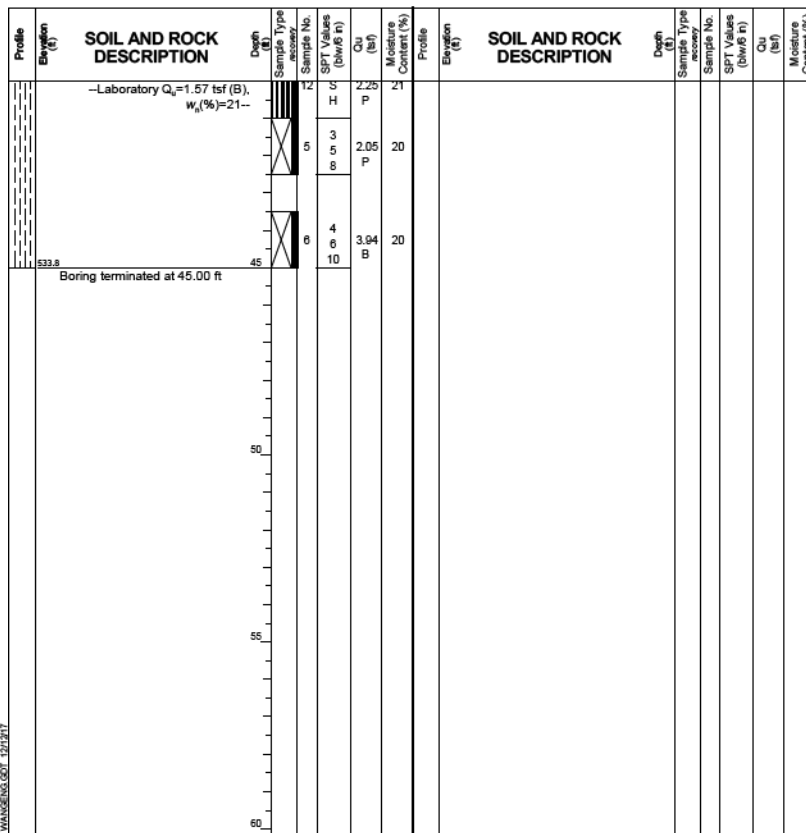 Profile
Elevation (ft)
SOIL AND ROCK DESCRIPTION
Depth (ft)
Sample Type
recovery
Sample No.
SPT Values (blw/6 in)
Qu (tsf)
Moisture Content (%)
Profile
Elevation (ft)
SOIL AND ROCK DESCRIPTION
Depth (ft)
Sample Type
recovery
Sample No.
SPT Values (blw/6 in)
Qu (tsf)
Moisture Content (%)
--Laboratory Qu=1.57 tsf (B),
wn(%)=21--
12
S
H
2.25
P
21
5
3
5
8
2.05
P
20
6
4
6
10
3.94
B
20
533.8
45
Boring terminated at 45.00 ft
50
55
60
WANGENG.GDT 12/12/17